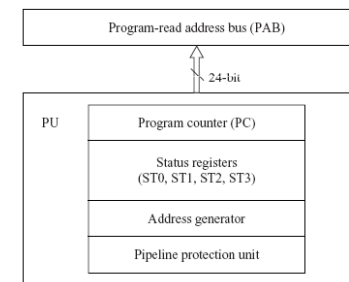 Program-read address bus (PAB)
24-bit
PU
Program counter (PC)
Status registers
(ST0, ST1, ST2, ST3)
Address generator
Pipeline protection unit